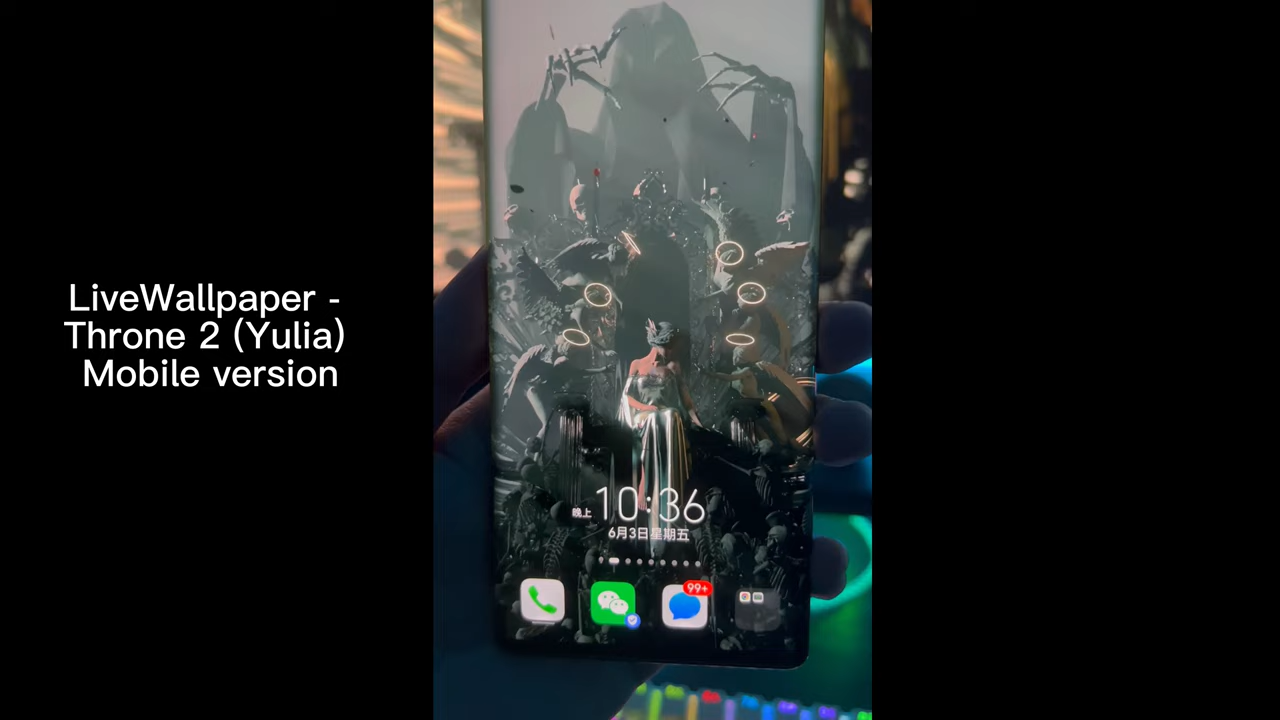 LiveWallpaper -
Throne 2 (Yulia)
Mobile version
晚上 10:36
6月3日星期五
99+